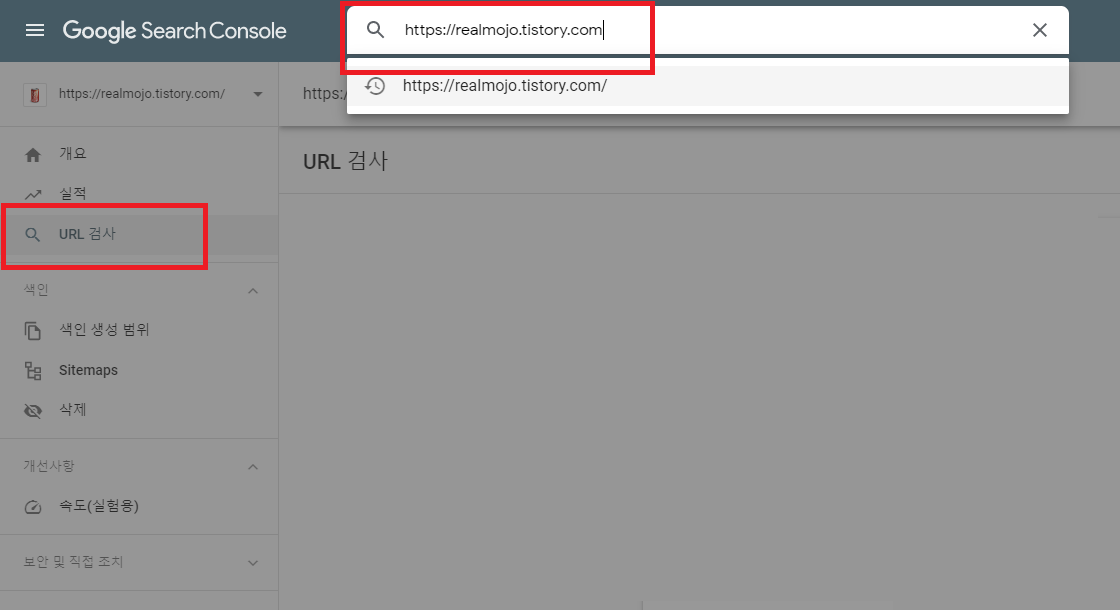 Google Search Console
https://realmojo.tistory.com
https://realmojo.tistory.com/
https://realmojo.tistory.com/
https:/
개요
실적
URL 검사
색인
색인 생성 범위
Sitemaps
삭제
개선사항
속도(실험용)
보안 및 직접 조치
URL 검사